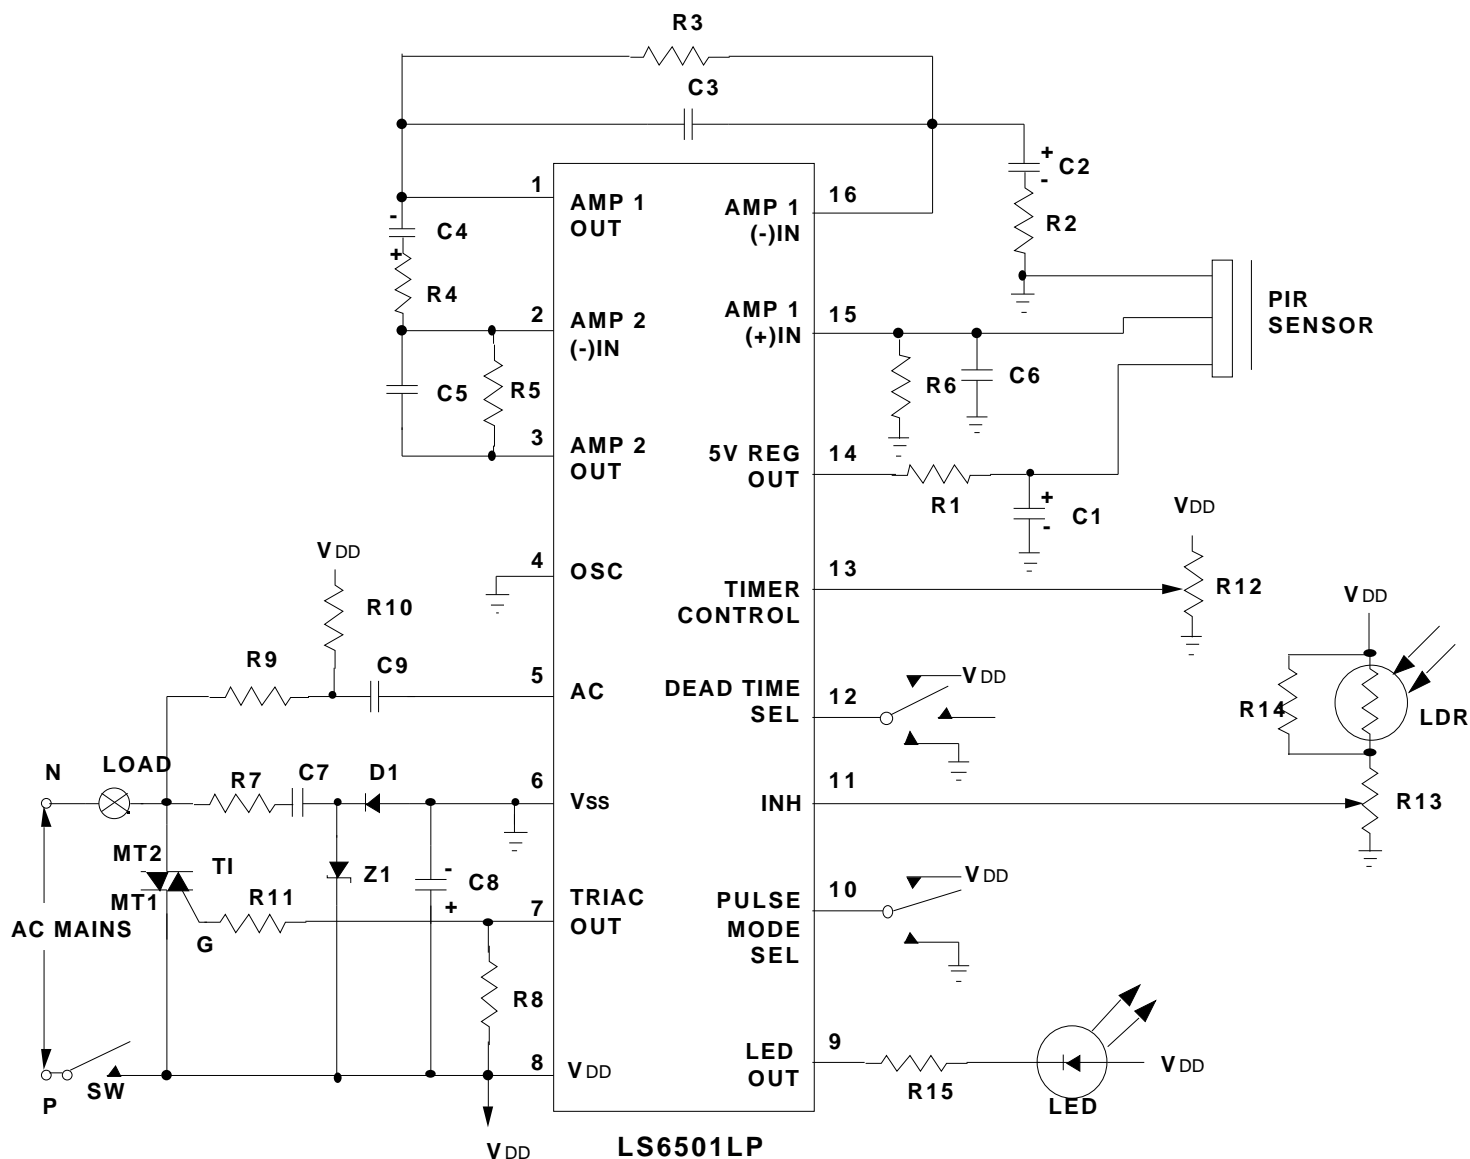 R3
C3
+
C2
-
R2
1
AMP 1
OUT
16
AMP 1
(-)IN
-
C4
+
R4
2
AMP 2
(-)IN
AMP 1
(+)IN
15
PIR
SENSOR
C5
R5
R6
C6
3
AMP 2
OUT
5V REG
OUT
14
R1
+
C1
-
VDD
4
OSC
VDD
R10
13
TIMER
CONTROL
R12
VDD
R9
C9
5
AC
DEAD TIME
SEL
12
VDD
R14
LDR
N
LOAD
R7
C7
D1
6
VSS
11
INH
R13
MT2
TI
MT1
Z1
-
C8
+
R11
G
AC MAINS
7
TRIAC
OUT
10
PULSE
MODE
SEL
VDD
R8
9
LED
OUT
R15
LED
VDD
P
SW
8
VDD
VDD
LS6501LP